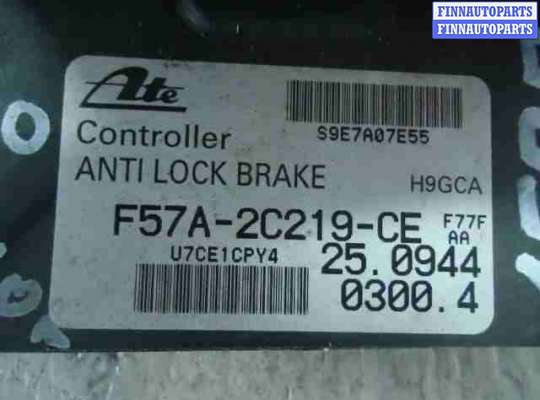 FINNAUTOPARTS
FINNAUTOPARTS
Ate
S9E7A07E55
Controller
ANTI LOCK BRAKE
H9GCA
F57A-2C219-CE
F77F
AA
U7CE1CPY4
25.0944
0300.4